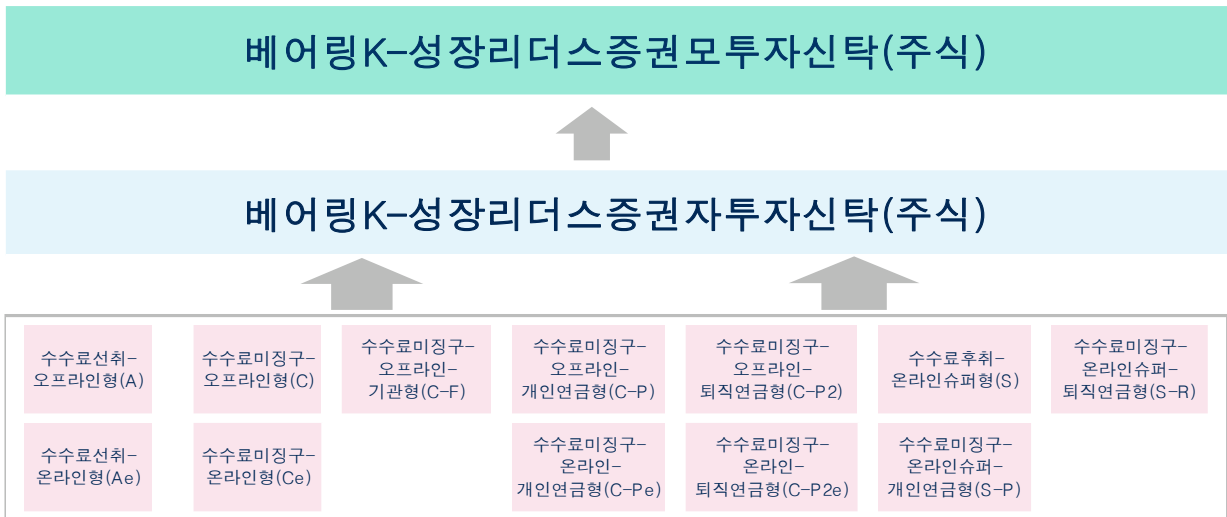 베어링K-성장리더스증권모투자신탁(주식)
베어링K-성장리더스증권자투자신탁(주식)
수수료선취-
오프라인형(A)
수수료미징구-
오프라인형(C)
수수료미징구-
오프라인-
기관형(C-F)
수수료미징구-
오프라인-
개인연금형(C-P)
수수료미징구-
오프라인-
퇴직연금형(C-P2)
수수료후취-
온라인슈퍼형(S)
수수료미징구-
온라인슈퍼-
퇴직연금형(S-R)
수수료선취-
온라인형(Ae)
수수료미징구-
온라인형(Ce)
수수료미징구-
온라인-
개인연금형(C-Pe)
수수료미징구-
온라인-
퇴직연금형(C-P2e)
수수료미징구-
온라인슈퍼-
개인연금형(S-P)